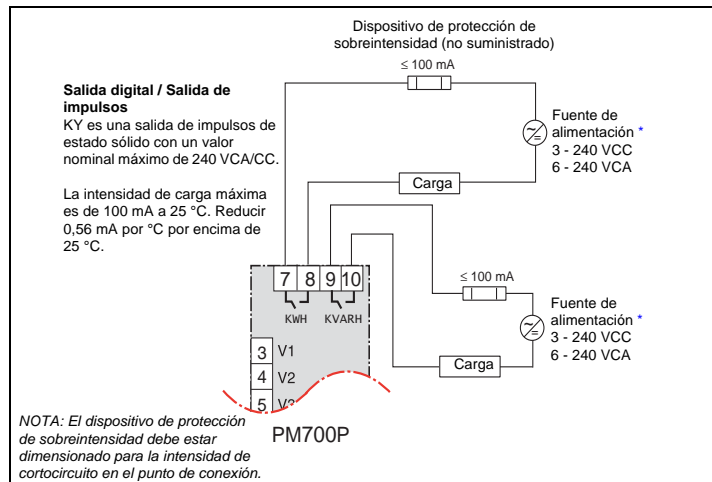 Dispositivo de protección de
sobreintensidad (no suministrado)
≤ 100 mA
Salida digital / Salida de
impulsos
KY es una salida de impulsos de
estado sólido con un valor
nominal máximo de 240 VCA/CC.
La intensidad de carga máxima
es de 100 mA a 25 °C. Reducir
0,56 mA por °C por encima de
25 °C.
Fuente de
alimentación *
3 - 240 VCC
6 - 240 VCA
Carga
7 8 9 10
KWH KVARH
≤ 100 mA
Fuente de
alimentación *
3 - 240 VCC
6 - 240 VCA
Carga
3 V1
4 V2
5 V3
PM700P
NOTA: El dispositivo de protección
de sobreintensidad debe estar
dimensionado para la intensidad de
cortocircuito en el punto de conexión.